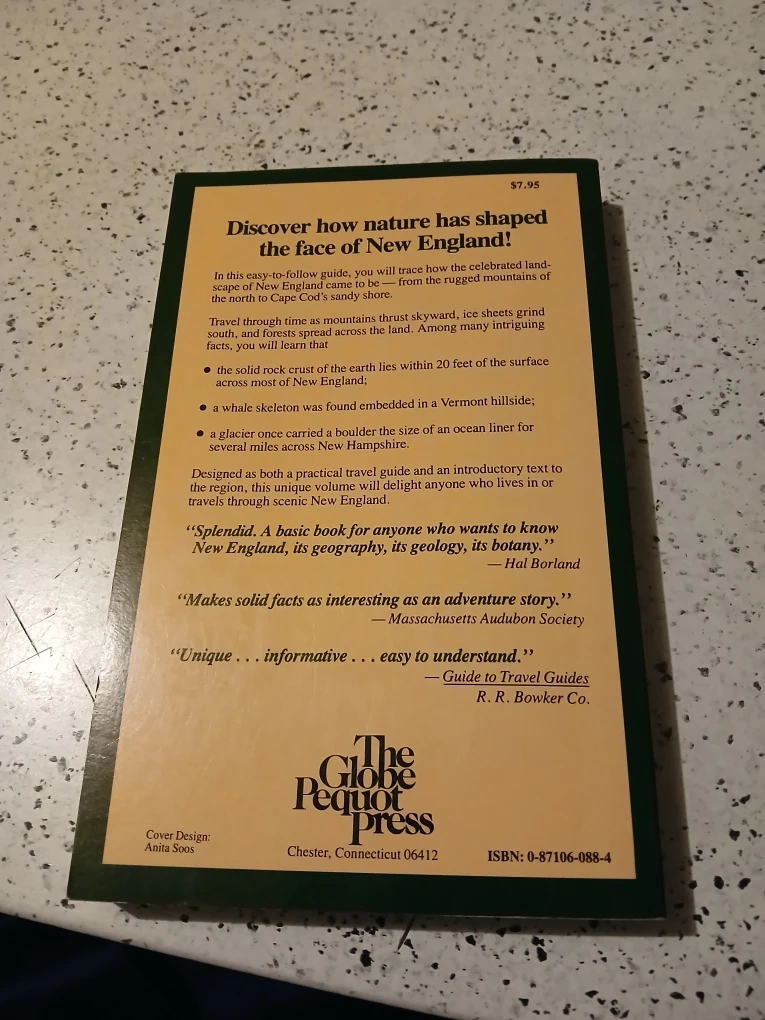 $7.95
Discover how nature has shaped
the face of New England!
In this easy-to-follow guide, you will trace how the celebrated land-
scape of New England came to be — from the rugged mountains of
the north to Cape Cod's sandy shore.
Travel through time as mountains thrust skyward, ice sheets grind
south, and forests spread across the land. Among many intriguing
facts, you will learn that
● the solid rock crust of the earth lies within 20 feet of the surface
across most of New England;
● a whale skeleton was found embedded in a Vermont hillside;
● a glacier once carried a boulder the size of an ocean liner for
several miles across New Hampshire.
Designed as both a practical travel guide and an introductory text to
the region, this unique volume will delight anyone who lives in or
travels through scenic New England.
“Splendid. A basic book for anyone who wants to know
New England, its geography, its geology, its botany.”
— Hal Borland
“Makes solid facts as interesting as an adventure story.”
— Massachusetts Audubon Society
“Unique . . . informative . . . easy to understand.”
— Guide to Travel Guides
R. R. Bowker Co.
The
Globe
Pequot
Press
Cover Design:
Anita Soos
Chester, Connecticut 06412
ISBN: 0-87106-088-4